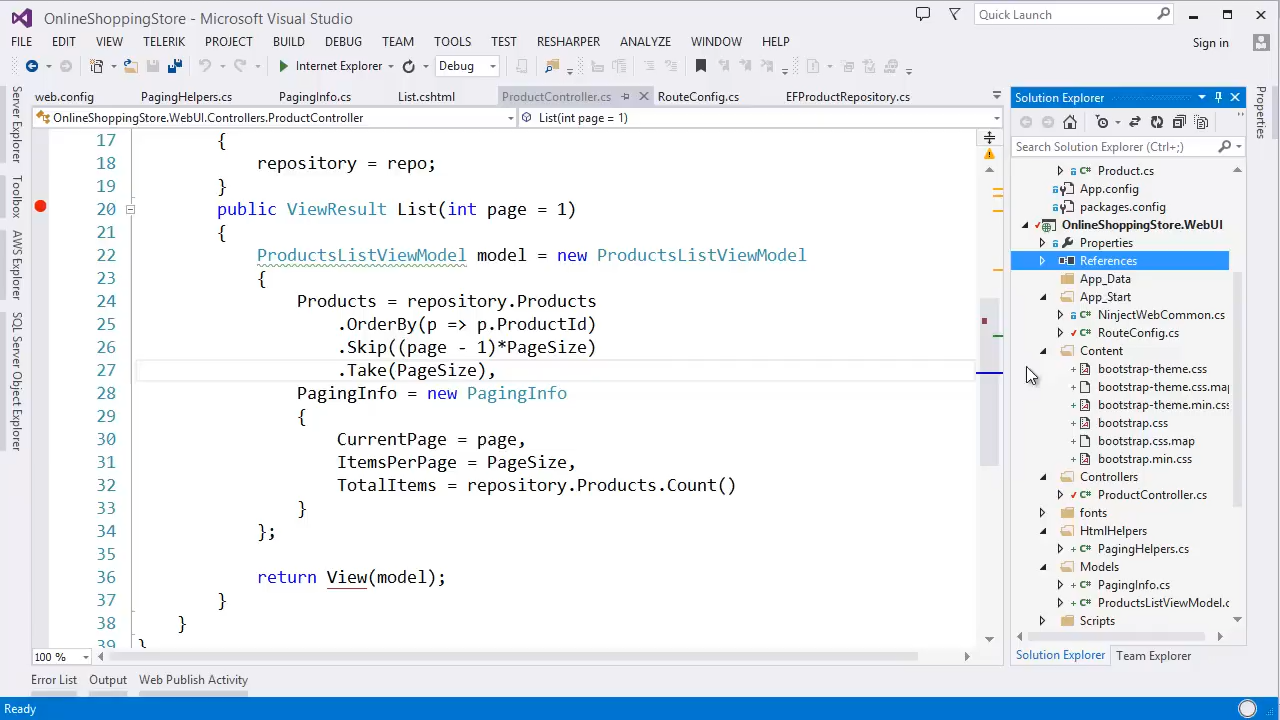 OnlineShoppingStore - Microsoft Visual Studio
Quick Launch
FILE EDIT VIEW TELERIK PROJECT BUILD DEBUG TEAM TOOLS TEST RESHARPER ANALYZE WINDOW HELP
Sign in
Internet Explorer
Debug
web.config PagingHelpers.cs PagingInfo.cs List.cshtml ProductController.cs RouteConfig.cs EFProductRepository.cs
OnlineShoppingStore.WebUI.Controllers.ProductController
List(int page = 1)
Server Explorer
Toolbox
AWS Explorer
SQL Server Object Explorer
17 {
18 repository = repo;
19 }
20 public ViewResult List(int page = 1)
21 {
22 ProductsListViewModel model = new ProductsListViewModel
23 {
24 Products = repository.Products
25 .OrderBy(p => p.ProductId)
26 .Skip((page - 1)*PageSize)
27 .Take(PageSize),
28 PagingInfo = new PagingInfo
29 {
30 CurrentPage = page,
31 ItemsPerPage = PageSize,
32 TotalItems = repository.Products.Count()
33 }
34 };
35
36 return View(model);
37 }
38 }
39 }
100 %
Solution Explorer
Search Solution Explorer (Ctrl+;)
C# Product.cs
App.config
packages.config
OnlineShoppingStore.WebUI
Properties
References
App_Data
App_Start
C# NinjectWebCommon.cs
C# RouteConfig.cs
Content
bootstrap-theme.css
bootstrap-theme.css.map
bootstrap-theme.min.css
bootstrap.css
bootstrap.css.map
bootstrap.min.css
Controllers
C# ProductController.cs
fonts
HtmlHelpers
C# PagingHelpers.cs
Models
C# PagingInfo.cs
C# ProductsListViewModel.c
Scripts
Solution Explorer Team Explorer
Properties
Error List Output Web Publish Activity
Ready